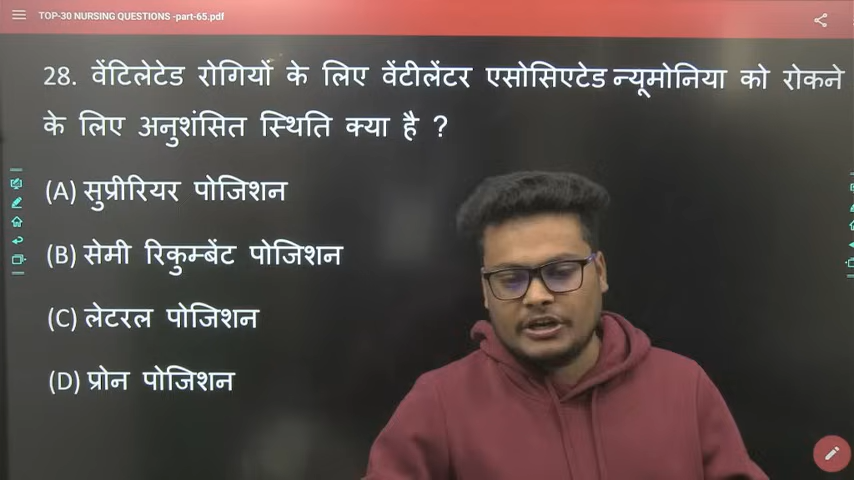 TOP-30 NURSING QUESTIONS -part-65.pdf
28. वेंटिलेटेड रोगियों के लिए वेंटीलेंटर एसोसिएटेड न्यूमोनिया को रोकने
के लिए अनुशंसित स्थिति क्या है ?
(A) सुप्रीरियर पोजिशन
(B) सेमी रिकुम्बेंट पोजिशन
(C) लेटरल पोजिशन
(D) प्रोन पोजिशन